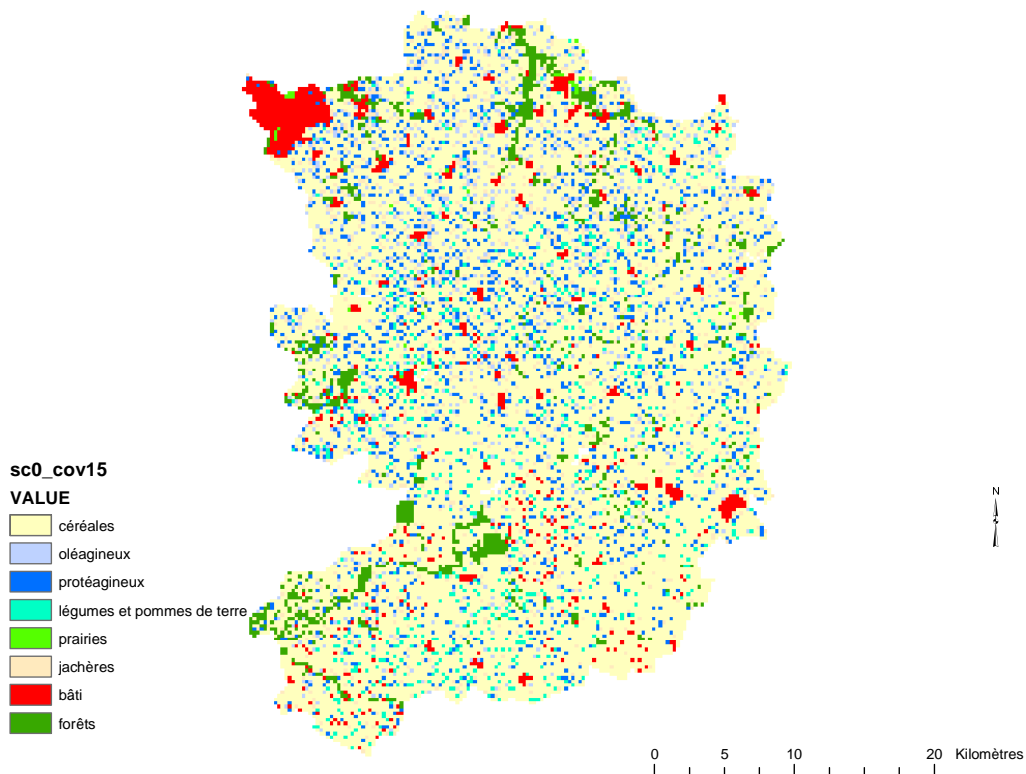 sc0_cov15
VALUE
céréales
oléagineux
protéagineux
légumes et pommes de terre
prairies
jachères
bâti
forêts
N
0 5 10 20 Kilomètres